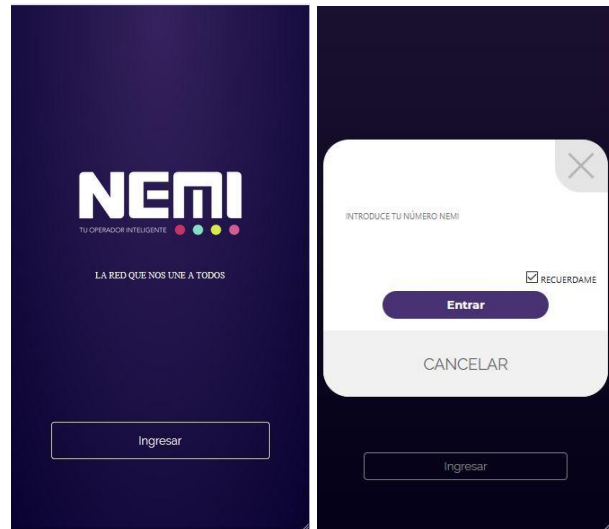 NEMI
TU OPERADOR INTELIGENTE
LA RED QUE NOS UNE A TODOS
Ingresar
INTRODUCE TU NÚMERO NEMI
RECUERDAME
Entrar
CANCELAR
Ingresar